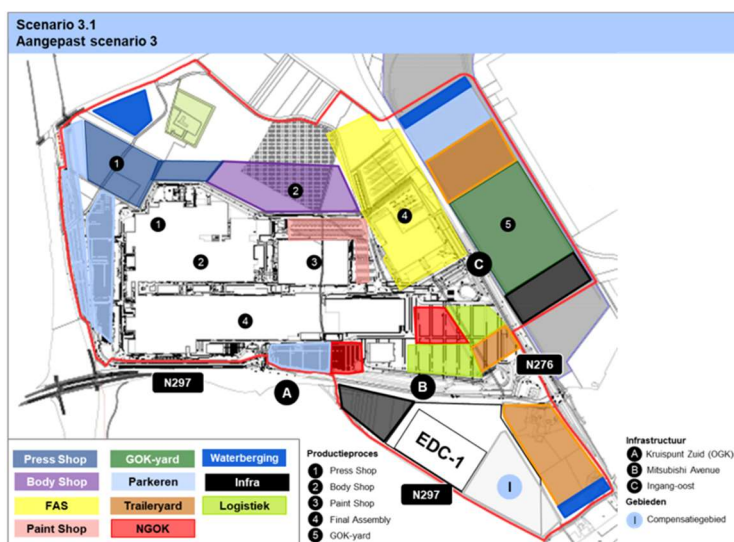 Scenario 3.1
Aangepast scenario 3
1
2
4
5
1
2
3
C
4
N276
N297
A
B
EDC-1
N297
I
Press Shop
GOK-yard
Waterberging
Body Shop
Parkeren
Infra
FAS
Traileryard
Logistiek
Paint Shop
NGOK
Productieproces
1 Press Shop
2 Body Shop
3 Paint Shop
4 Final Assembly
5 GOK-yard
Infrastructuur
A Kruispunt Zuid (OGK)
B Mitsubishi Avenue
C Ingang-oost
Gebieden
I Compensatiegebied